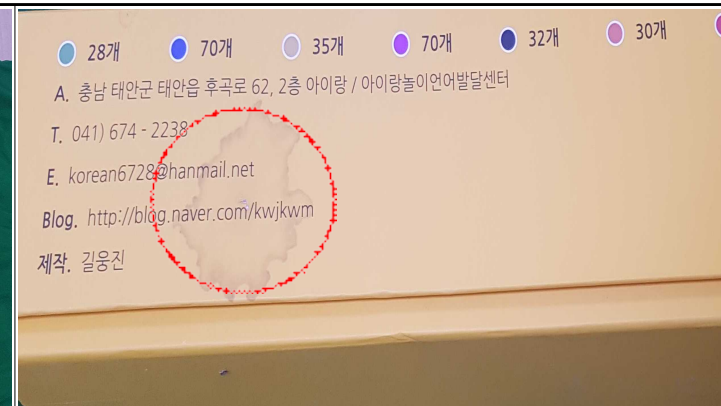 28개 70개 35개 70개 32개 30개
A. 충남 태안군 태안읍 후곡로 62, 2층 아이랑 / 아이랑놀이언어발달센터
T. 041) 674 - 2238
E. korean6728@hanmail.net
Blog. http://blog.naver.com/kwjkwm
제작. 길웅진